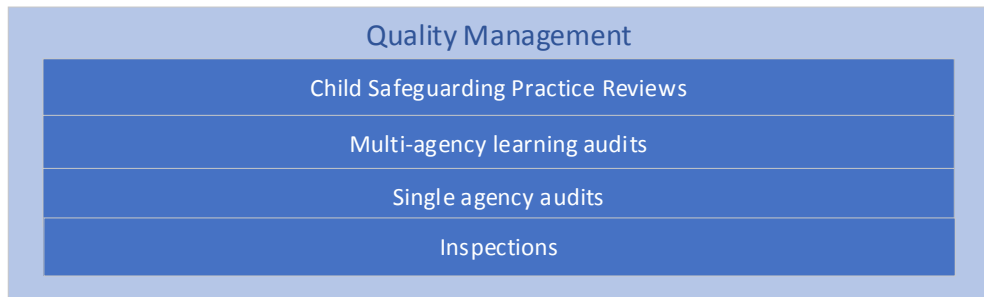 Quality Management
Child Safeguarding Practice Reviews
Multi-agency learning audits
Single agency audits
Inspections